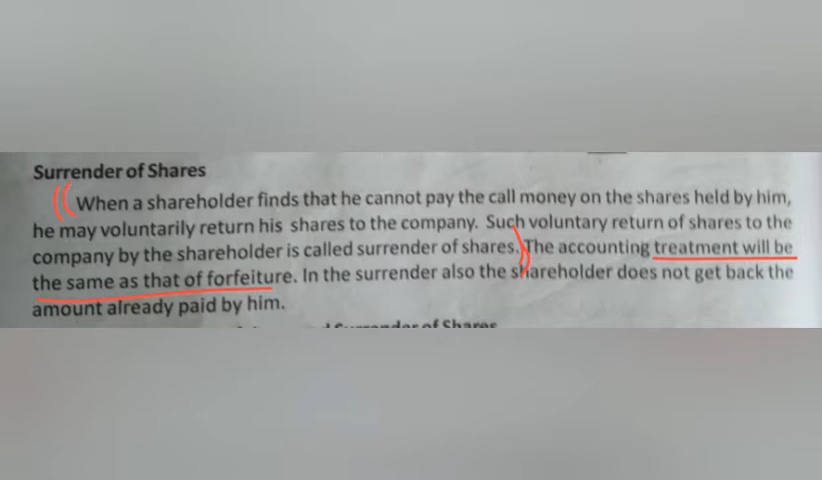 Surrender of Shares
When a shareholder finds that he cannot pay the call money on the shares held by him,
he may voluntarily return his shares to the company. Such voluntary return of shares to the
company by the shareholder is called surrender of shares. The accounting treatment will be
the same as that of forfeiture. In the surrender also the shareholder does not get back the
amount already paid by him.
Surrender of Shares